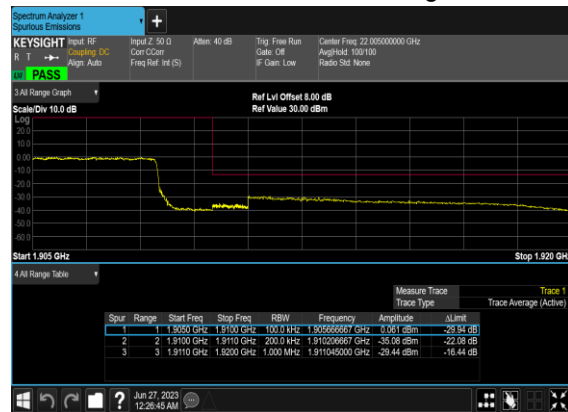 Spectrum Analyzer 1
Spurious Emissions
+
KEYSIGHT Input: RF Input Z: 50 Ω Atten: 40 dB Trig: Free Run Center Freq: 22.005000000 GHz
R T Coupling: DC Corr CCorr Gate: Off Avg|Hold: 100/100
Align: Auto Freq Ref: Int (S) IF Gain: Low Radio Std: None
PASS
3 All Range Graph
Ref Lvl Offset 8.00 dB
Scale/Div 10.0 dB Ref Value 30.00 dBm
Log
20.0
10.0
0.00
-10.0
-20.0
-30.0
-40.0
-50.0
-60.0
Start 1.905 GHz Stop 1.920 GH
4 All Range Table
Measure Trace Trace 1
Trace Type Trace Average (Active)
Spur Range Start Freq Stop Freq RBW Frequency Amplitude ΔLimit
1 1 1.9050 GHz 1.9100 GHz 100.0 kHz 1.905666667 GHz 0.061 dBm -29.94 dB
2 2 1.9100 GHz 1.9110 GHz 200.0 kHz 1.910206667 GHz -35.08 dBm -22.08 dB
3 3 1.9110 GHz 1.9200 GHz 1.000 MHz 1.911045000 GHz -29.44 dBm -16.44 dB
? Jun 27, 2023
12:26:45 AM